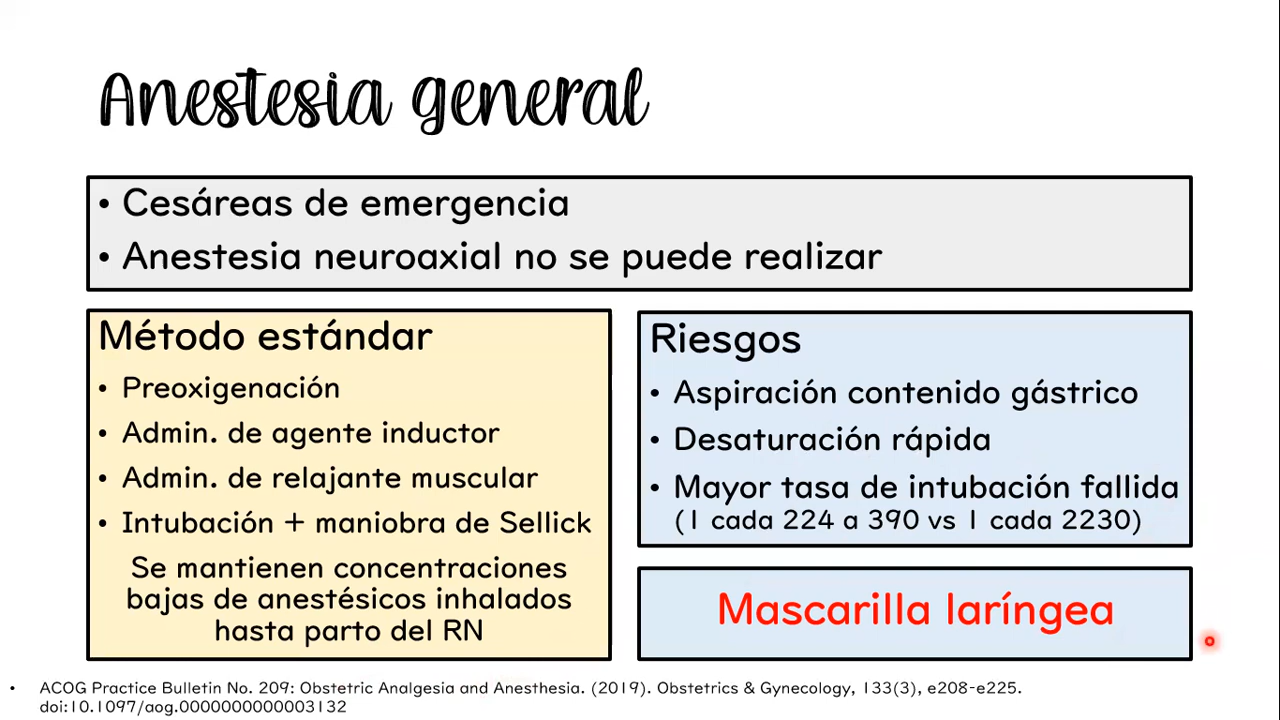 Anestesia general
• Cesáreas de emergencia
• Anestesia neuroaxial no se puede realizar
Método estándar
• Preoxigenación
• Admin. de agente inductor
• Admin. de relajante muscular
• Intubación + maniobra de Sellick
Se mantienen concentraciones
bajas de anestésicos inhalados
hasta parto del RN
Riesgos
• Aspiración contenido gástrico
• Desaturación rápida
• Mayor tasa de intubación fallida
(1 cada 224 a 390 vs 1 cada 2230)
Mascarilla laríngea
• ACOG Practice Bulletin No. 209: Obstetric Analgesia and Anesthesia. (2019). Obstetrics & Gynecology, 133(3), e208-e225.
doi:10.1097/aog.0000000000003132